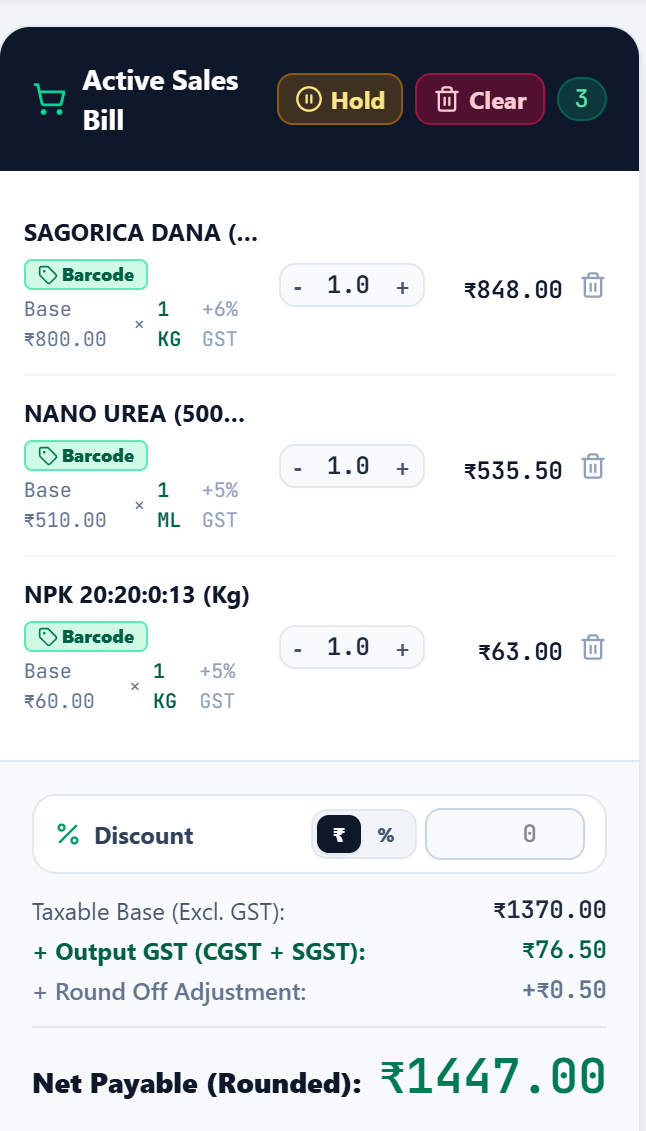 Active Sales
Bill
Hold
Clear
3
SAGORICA DANA (...
Barcode
Base
₹800.00
×
1
KG
+6%
GST
- 1.0 +
₹848.00
NANO UREA (500...
Barcode
Base
₹510.00
×
1
ML
+5%
GST
- 1.0 +
₹535.50
NPK 20:20:0:13 (Kg)
Barcode
Base
₹60.00
×
1
KG
+5%
GST
- 1.0 +
₹63.00
% Discount ₹ % 0
Taxable Base (Excl. GST): ₹1370.00
+ Output GST (CGST + SGST): ₹76.50
+ Round Off Adjustment: +₹0.50
Net Payable (Rounded): ₹1447.00